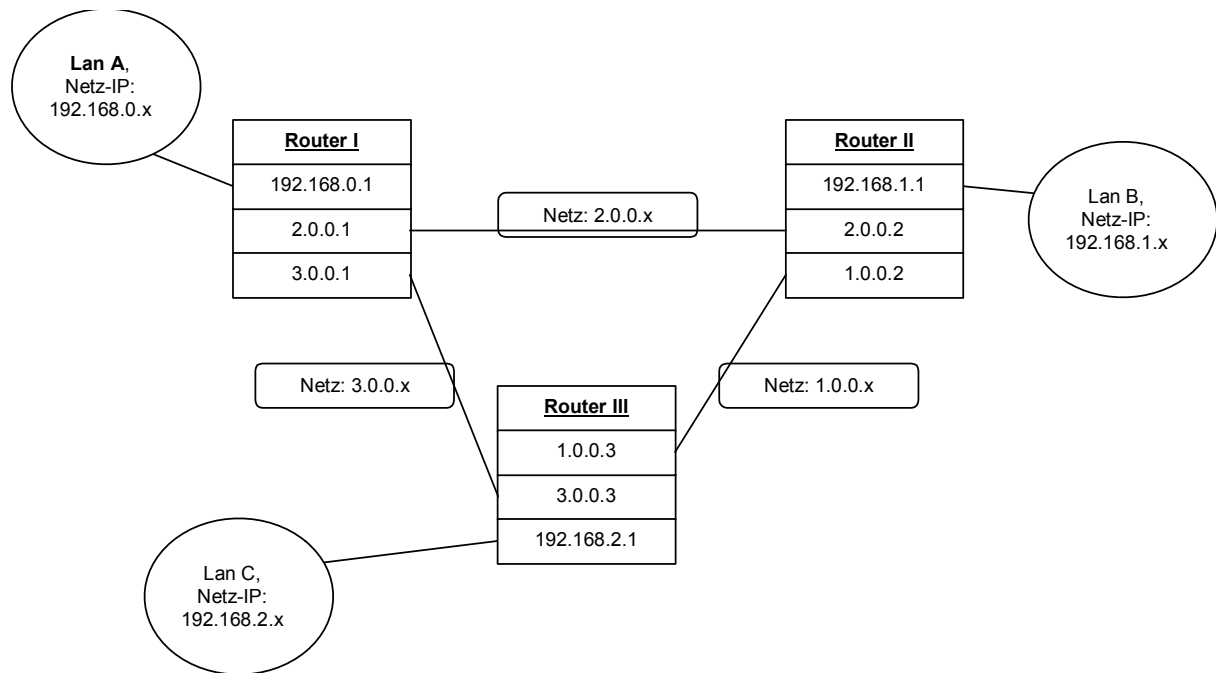 Lan A,
Netz-IP:
192.168.0.x
Router I
192.168.0.1
2.0.0.1
3.0.0.1
Netz: 2.0.0.x
Router II
192.168.1.1
2.0.0.2
1.0.0.2
Lan B,
Netz-IP:
192.168.1.x
Netz: 3.0.0.x
Netz: 1.0.0.x
Router III
1.0.0.3
3.0.0.3
192.168.2.1
Lan C,
Netz-IP:
192.168.2.x